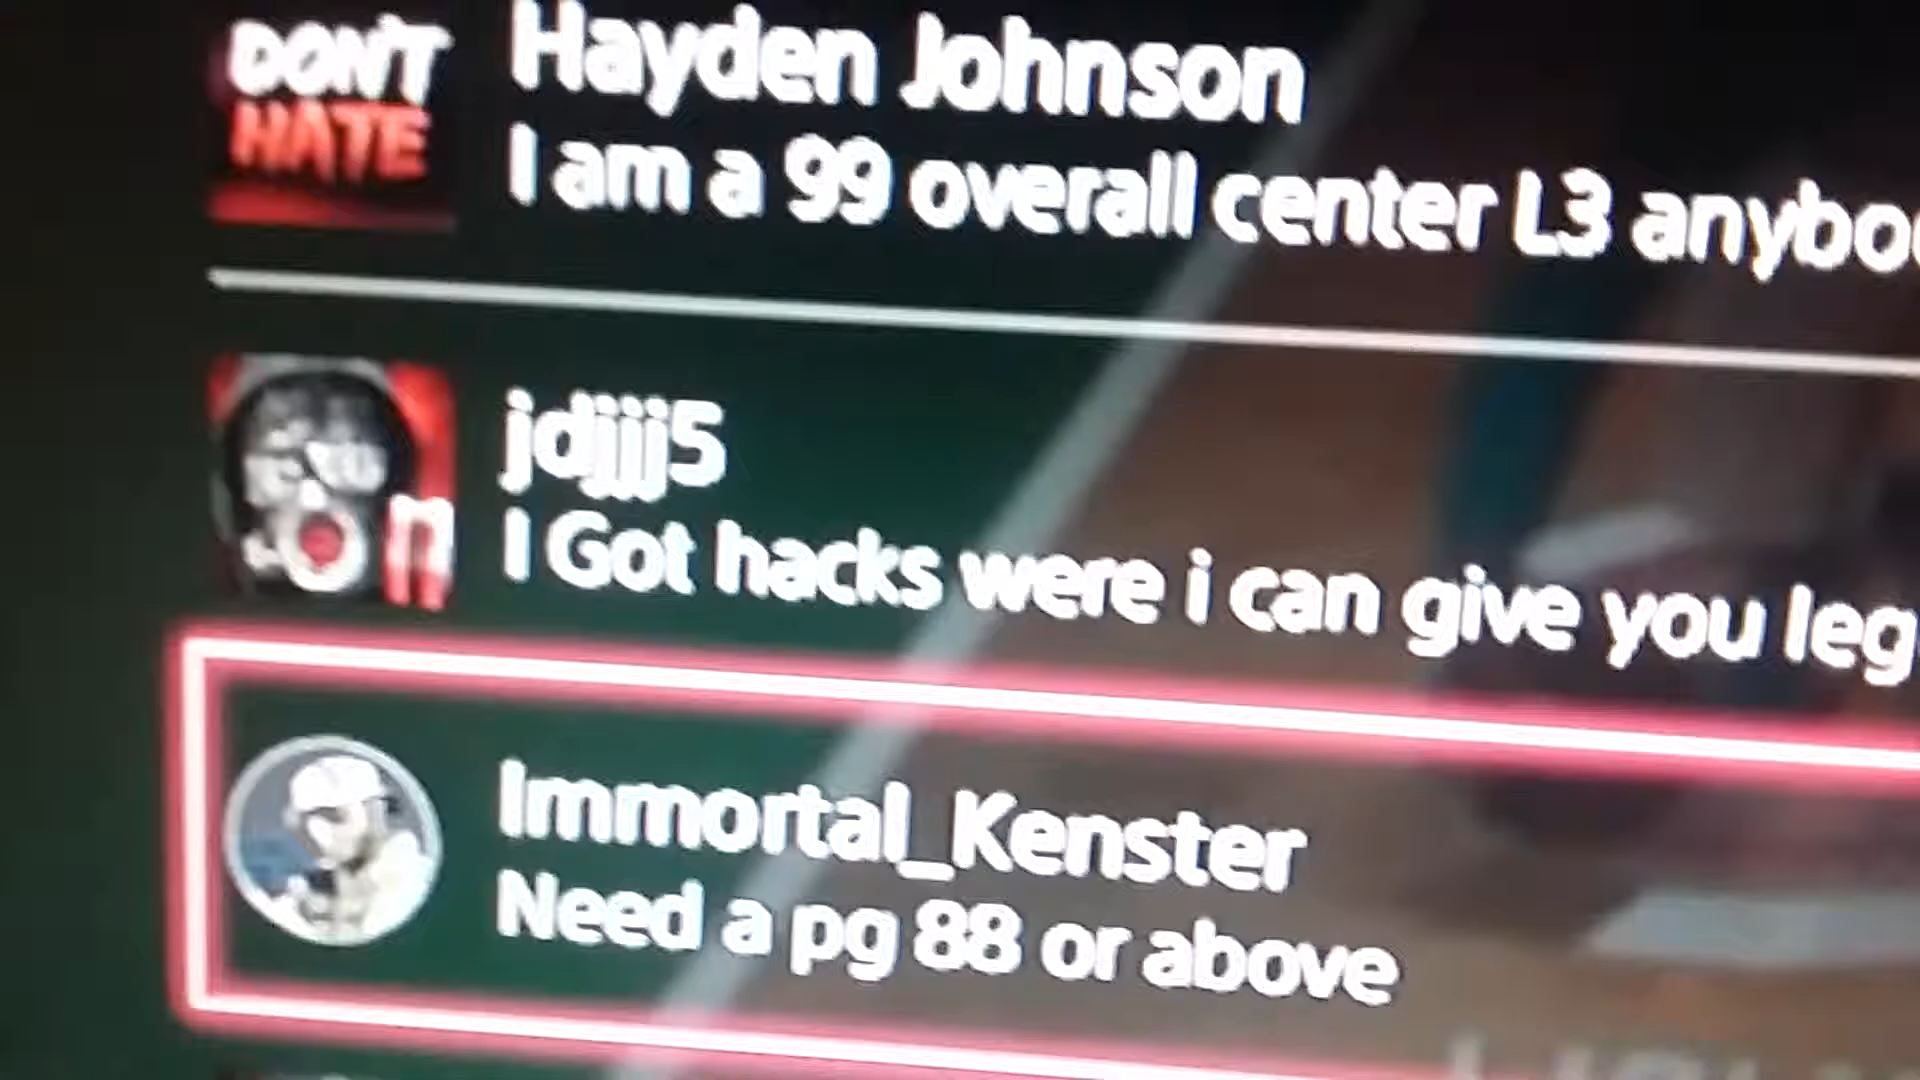 DON'T
HATE
Hayden Johnson
I am a 99 overall center L3
jdjjj5
I Got hacks were i can give you
Immortal_Kenster
Need a pg 88 or above